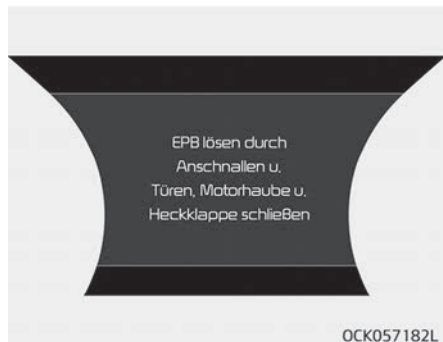 EPB lösen durch
Anschnallen u.
Türen, Motorhaube u.
Heckklappe schließen
OCK057182L